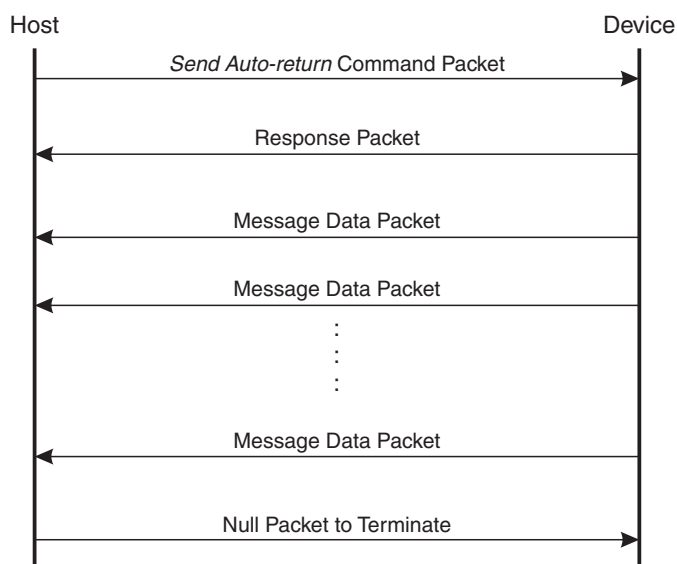 Host Device
Send Auto-return Command Packet
Response Packet
Message Data Packet
Message Data Packet
:
:
:
Message Data Packet
Null Packet to Terminate